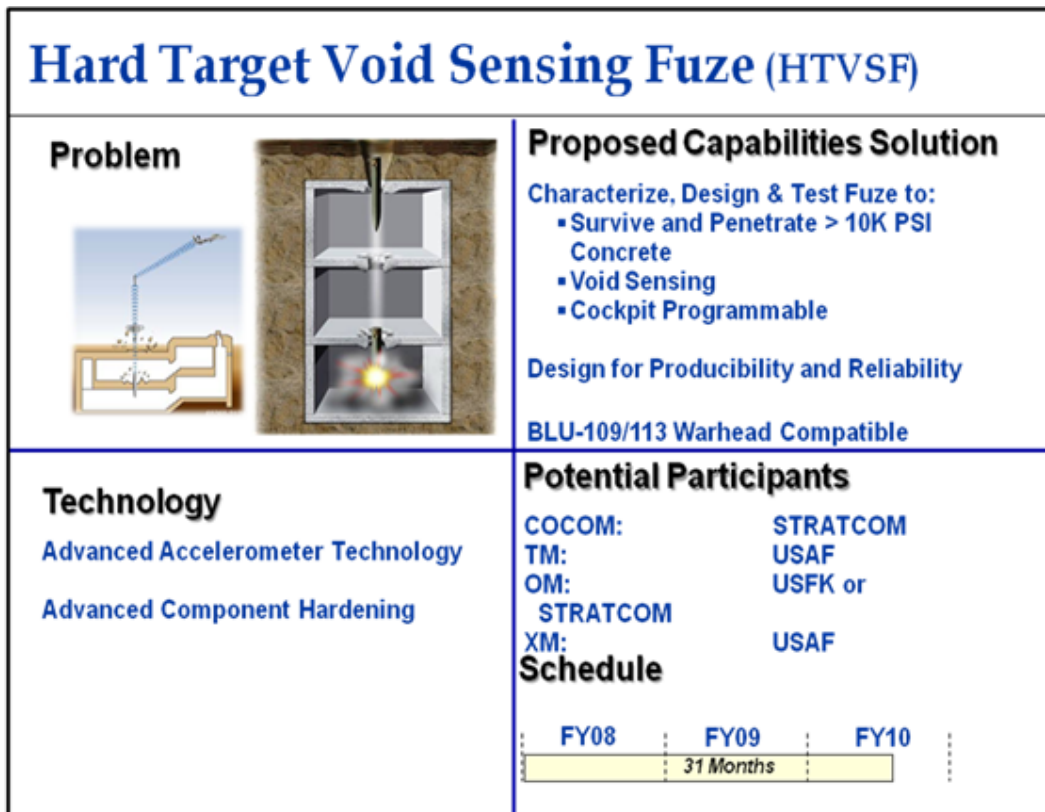 Hard Target Void Sensing Fuze (HTVSF)
Problem
Proposed Capabilities Solution
Characterize, Design & Test Fuze to:
▪ Survive and Penetrate > 10K PSI
Concrete
▪ Void Sensing
▪ Cockpit Programmable
Design for Producibility and Reliability
BLU-109/113 Warhead Compatible
Technology
Advanced Accelerometer Technology
Advanced Component Hardening
Potential Participants
COCOM: STRATCOM
TM: USAF
OM: USFK or
STRATCOM
XM: USAF
Schedule
FY08 FY09 FY10
31 Months